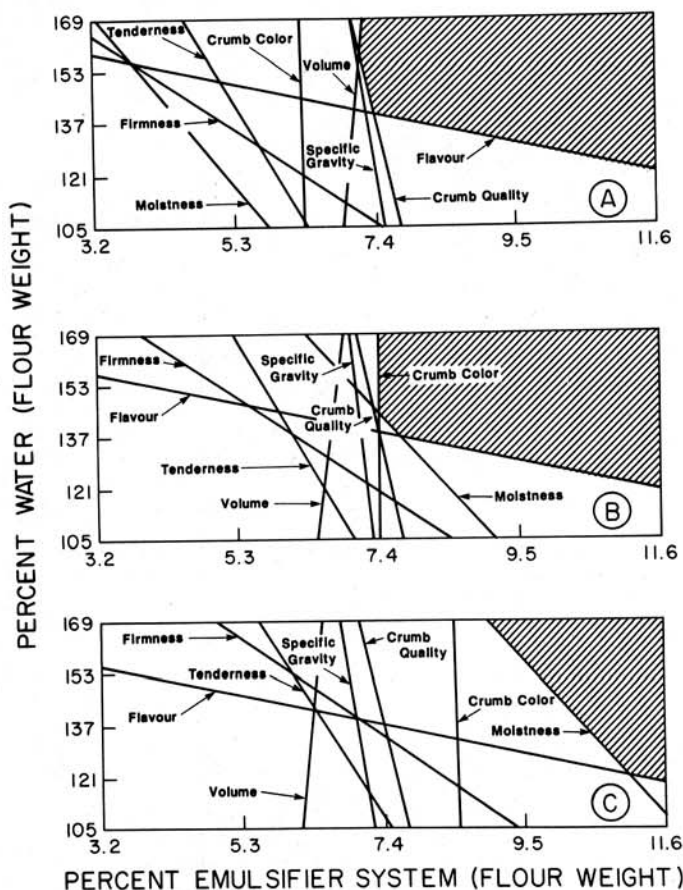 PERCENT WATER (FLOUR WEIGHT)
169
153
137
121
105
3.2
5.3
7.4
9.5
11.6
Tenderness
Crumb Color
Volume
Firmness
Specific
Gravity
Flavour
Moistness
Crumb Quality
A
169
153
137
121
105
3.2
5.3
7.4
9.5
11.6
Firmness
Specific
Gravity
Crumb Color
Flavour
Crumb
Quality
Tenderness
Volume
Moistness
B
169
153
137
121
105
3.2
5.3
7.4
9.5
11.6
Firmness
Specific
Gravity
Crumb
Quality
Tenderness
Flavour
Crumb Color
Moistness
Volume
C
PERCENT EMULSIFIER SYSTEM (FLOUR WEIGHT)